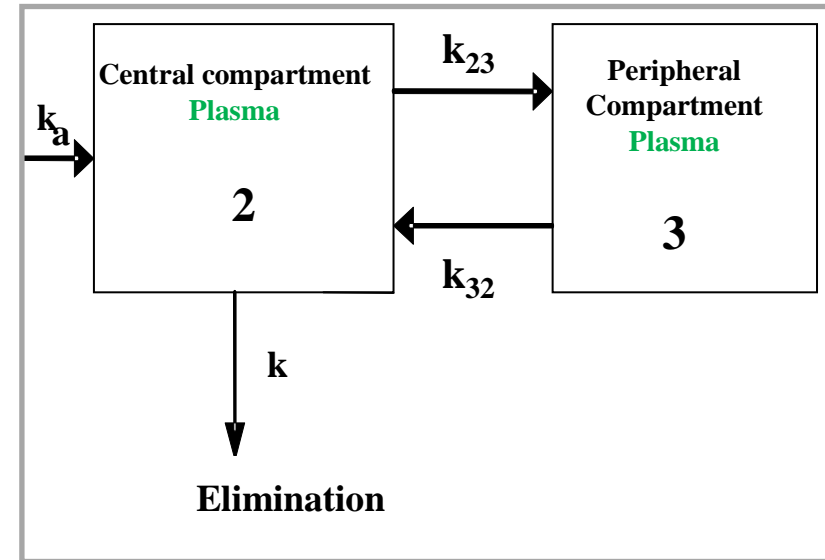 Central compartment
Plasma
k23
Peripheral
Compartment
Plasma
ka
2
3
k32
k
Elimination